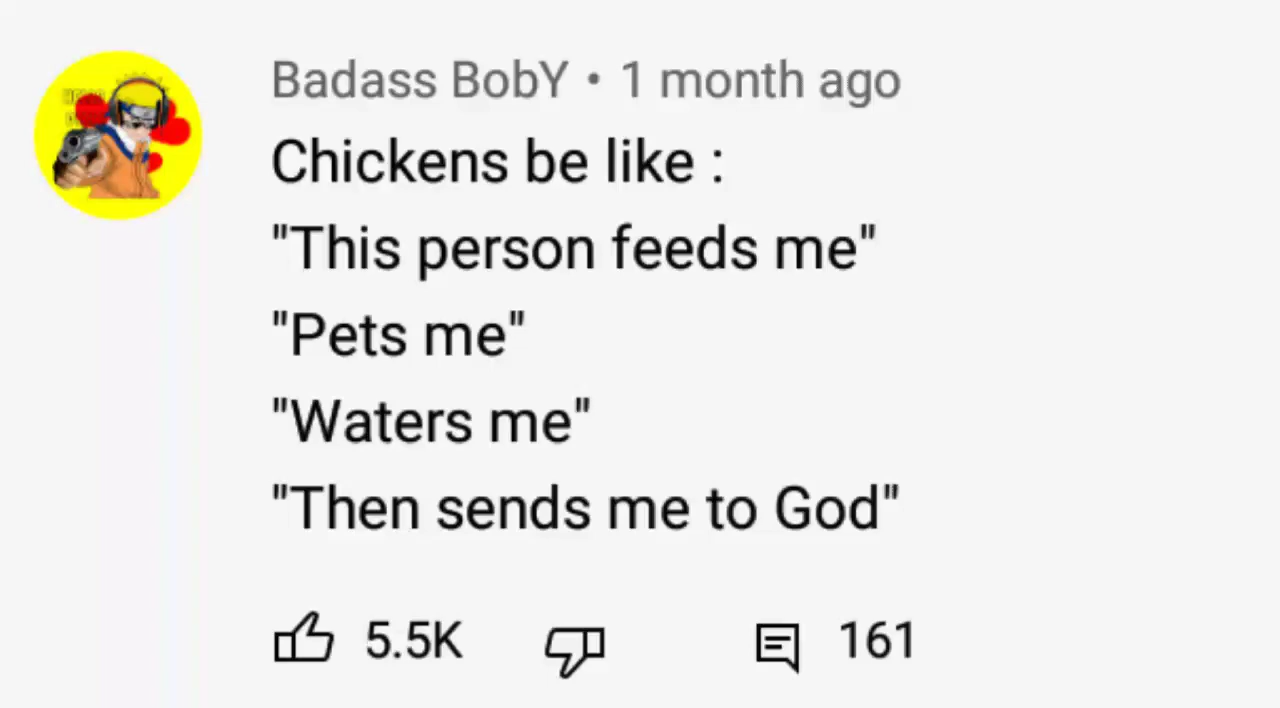 Badass BobY • 1 month ago
Chickens be like :
"This person feeds me"
"Pets me"
"Waters me"
"Then sends me to God"
5.5K 161